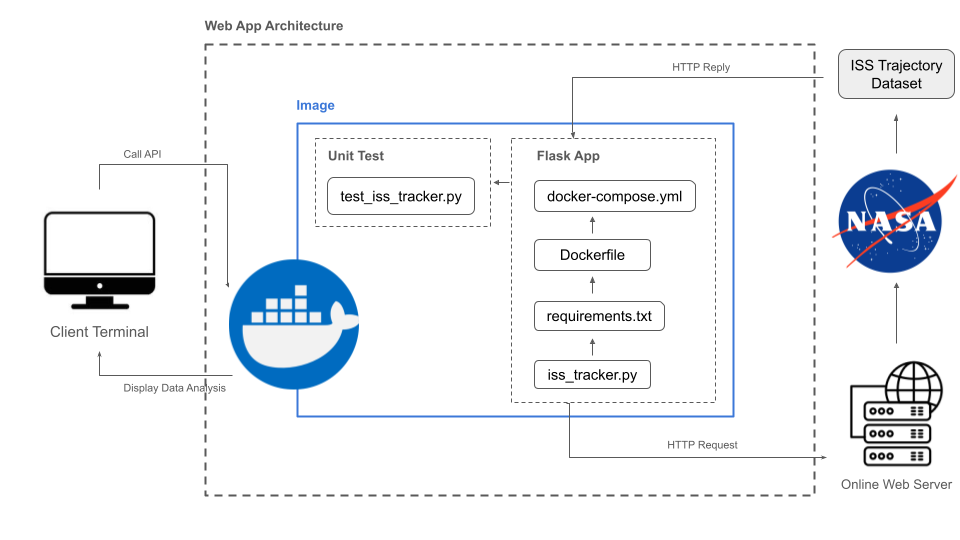 Web App Architecture
HTTP Reply
ISS Trajectory
Dataset
Image
Unit Test
Flask App
Call API
test_iss_tracker.py
docker-compose.yml
NASA
Dockerfile
requirements.txt
Client Terminal
iss_tracker.py
Display Data Analysis
HTTP Request
Online Web Server